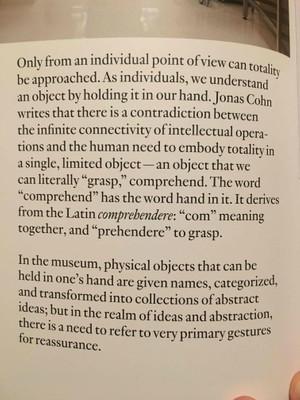 Only from an individual point of view can totality
be approached. As individuals, we understand
an object by holding it in our hand. Jonas Cohn
writes that there is a contradiction between
the infinite connectivity of intellectual opera-
tions and the human need to embody totality in
a single, limited object—an object that we
can literally “grasp,” comprehend. The word
“comprehend” has the word hand in it. It derives
from the Latin comprehendere: “com” meaning
together, and “prehendere” to grasp.
In the museum, physical objects that can be
held in one’s hand are given names, categorized,
and transformed into collections of abstract
ideas; but in the realm of ideas and abstraction,
there is a need to refer to very primary gestures
for reassurance.